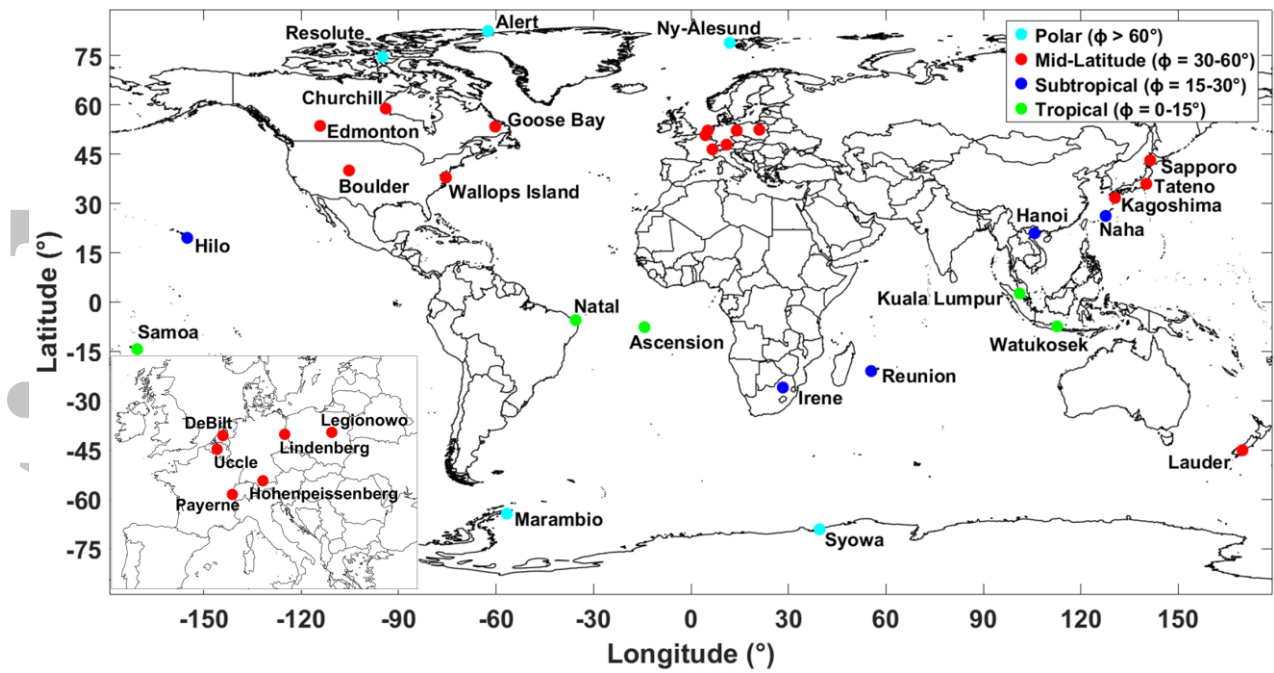 Alert
Ny-Alesund
Resolute
Polar (ϕ > 60°)
Mid-Latitude (ϕ = 30-60°)
Subtropical (ϕ = 15-30°)
Tropical (ϕ = 0-15°)
75
60
45
30
15
0
-15
-30
-45
-60
-75
Latitude (°)
Churchill
Edmonton
Goose Bay
Boulder
Wallops Island
Sapporo
Tateno
Kagoshima
Hanoi
Naha
Hilo
Kuala Lumpur
Natal
Samoa
Ascension
Watukosek
Reunion
Irene
DeBilt
Legionowo
Lindenberg
Uccle
Hohenpeissenberg
Payerne
Lauder
Marambio
Syowa
-150
-120
-90
-60
-30
0
30
60
90
120
150
Longitude (°)